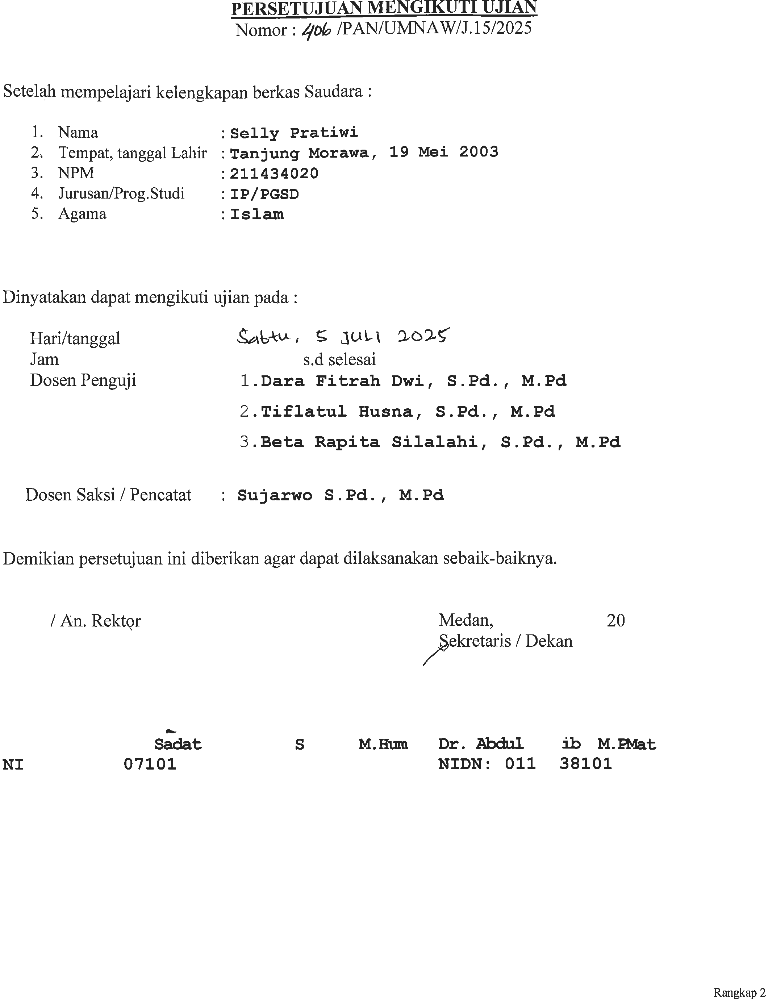 PERSETUJUAN MENGIKUTI UJIAN
Nomor : 406 /PAN/UMNAW/J.15/2025
Setelah mempelajari kelengkapan berkas Saudara :
1. Nama : Selly Pratiwi
2. Tempat, tanggal Lahir : Tanjung Morawa, 19 Mei 2003
3. NPM : 211434020
4. Jurusan/Prog.Studi : IP/PGSD
5. Agama : Islam
Dinyatakan dapat mengikuti ujian pada :
Hari/tanggal Sabtu, 5 JULI 2025
Jam s.d selesai
Dosen Penguji 1.Dara Fitrah Dwi, S.Pd., M.Pd
2.Tiflatul Husna, S.Pd., M.Pd
3.Beta Rapita Silalahi, S.Pd., M.Pd
Dosen Saksi / Pencatat : Sujarwo S.Pd., M.Pd
Demikian persetujuan ini diberikan agar dapat dilaksanakan sebaik-baiknya.
/ An. Rektor Medan, 20
Sekretaris / Dekan
Sadat S M.Hum Dr. Abdul ib M.PMat
NI 07101 NIDN: 011 38101
Rangkap 2